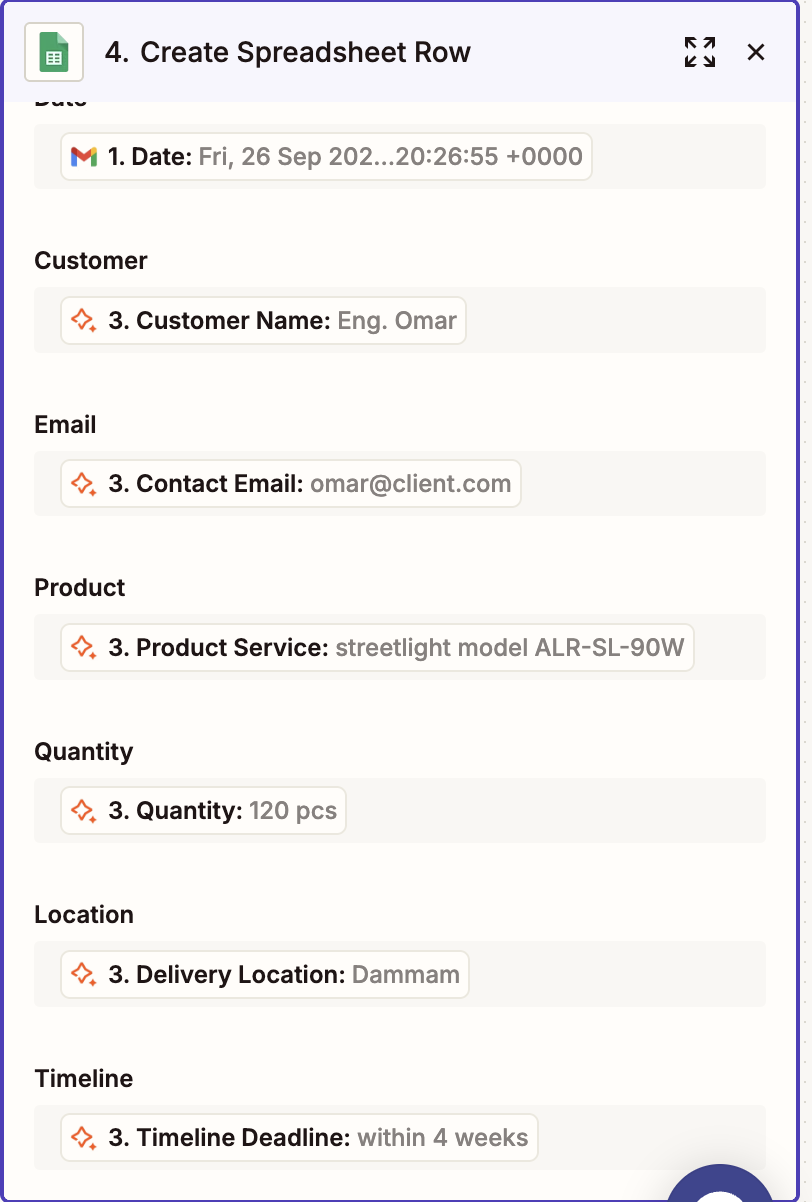 4. Create Spreadsheet Row
Date
1. Date: Fri, 26 Sep 202...20:26:55 +0000
Customer
3. Customer Name: Eng. Omar
Email
3. Contact Email: omar@client.com
Product
3. Product Service: streetlight model ALR-SL-90W
Quantity
3. Quantity: 120 pcs
Location
3. Delivery Location: Dammam
Timeline
3. Timeline Deadline: within 4 weeks